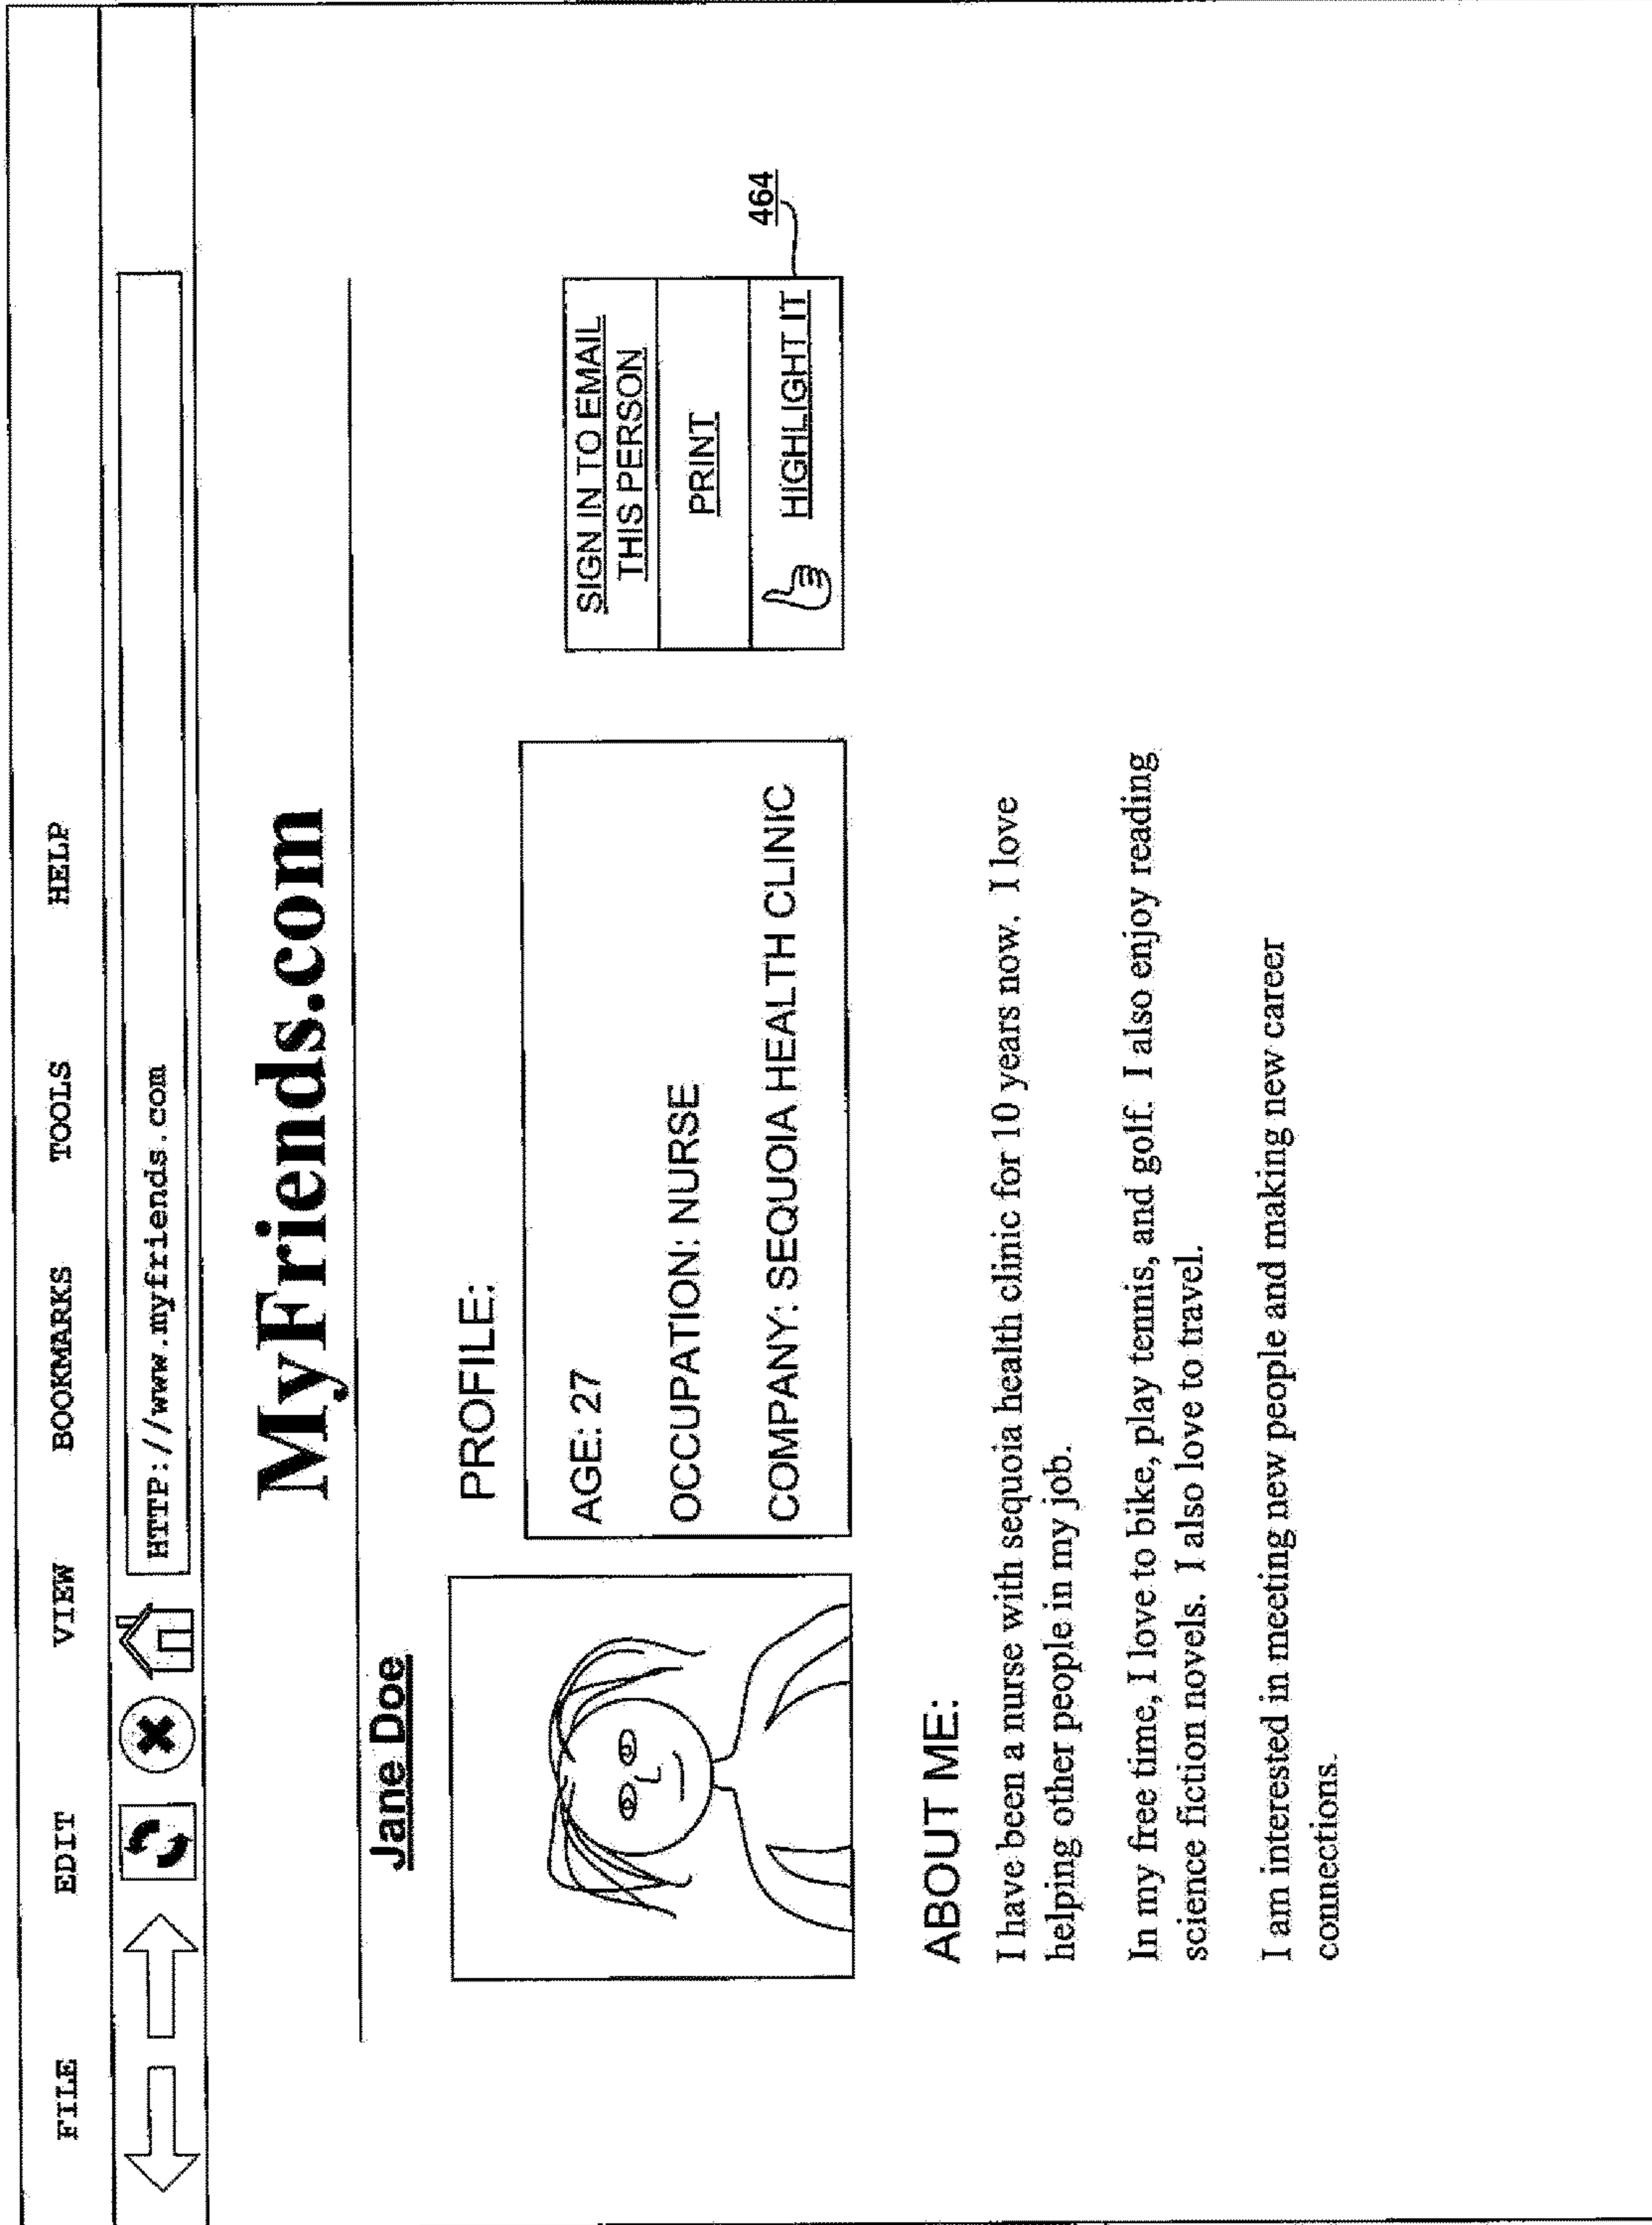 FILE EDIT VIEW BOOKMARKS TOOLS HELP
HTTP://www.myfriends.com
MyFriends.com
Jane Doe
PROFILE:
AGE: 27
OCCUPATION: NURSE
COMPANY: SEQUOIA HEALTH CLINIC
SIGN IN TO EMAIL
THIS PERSON
PRINT
HIGHLIGHT IT
464
ABOUT ME:
I have been a nurse with sequoia health clinic for 10 years now. I love
helping other people in my job.
In my free time, I love to bike, play tennis, and golf. I also enjoy reading
science fiction novels. I also love to travel.
I am interested in meeting new people and making new career
connections.